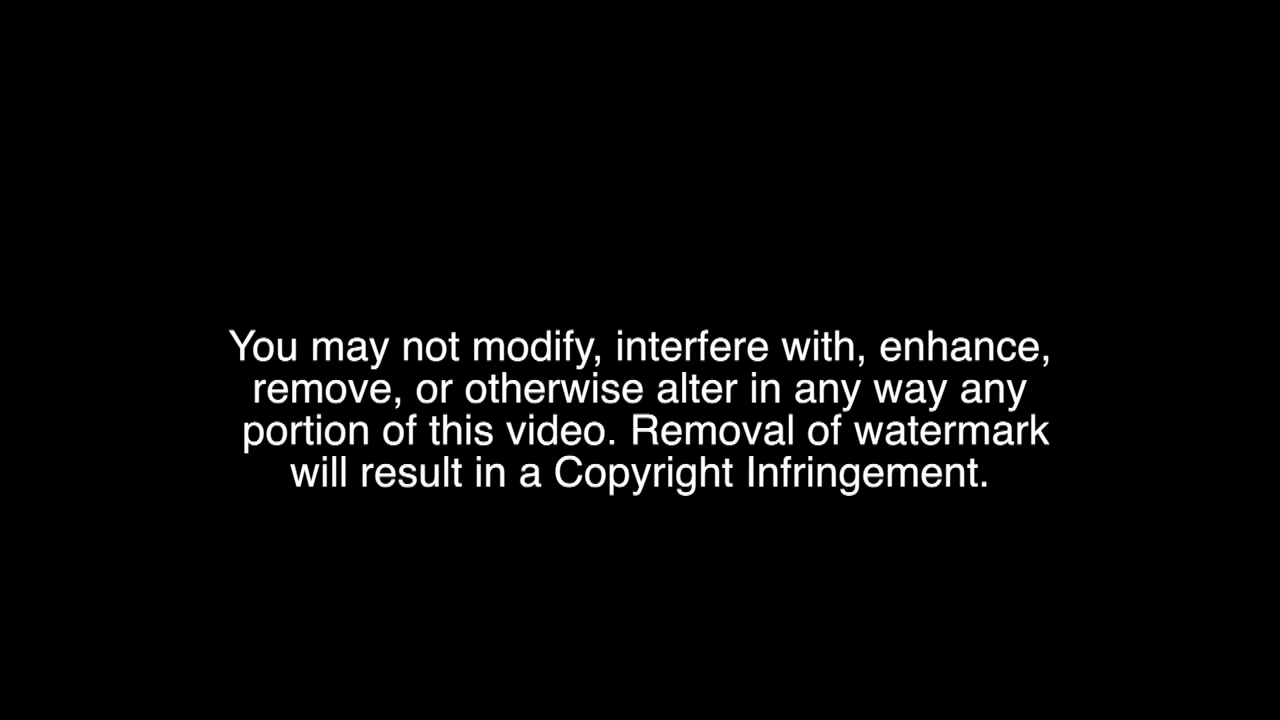 You may not modify, interfere with, enhance,
remove, or otherwise alter in any way any
portion of this video. Removal of watermark
will result in a Copyright Infringement.